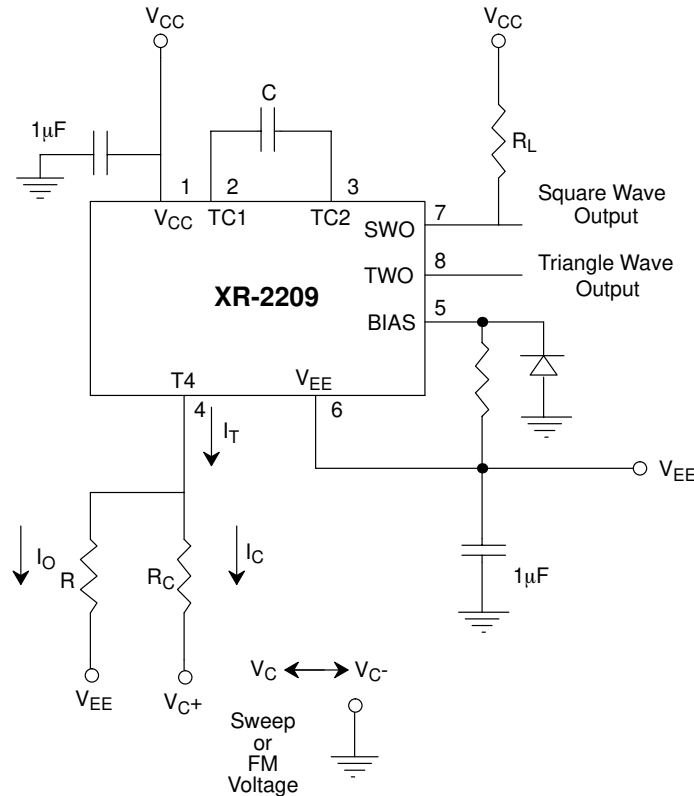 VCC
VCC
1µF
C
RL
1
2
3
VCC
TC1
TC2
7
SWO
Square Wave
Output
8
TWO
Triangle Wave
Output
XR-2209
5
BIAS
T4
VEE
4
6
IT
VEE
IO
R
RC
IC
1µF
VEE
VC+
VC
VC-
Sweep
or
FM
Voltage